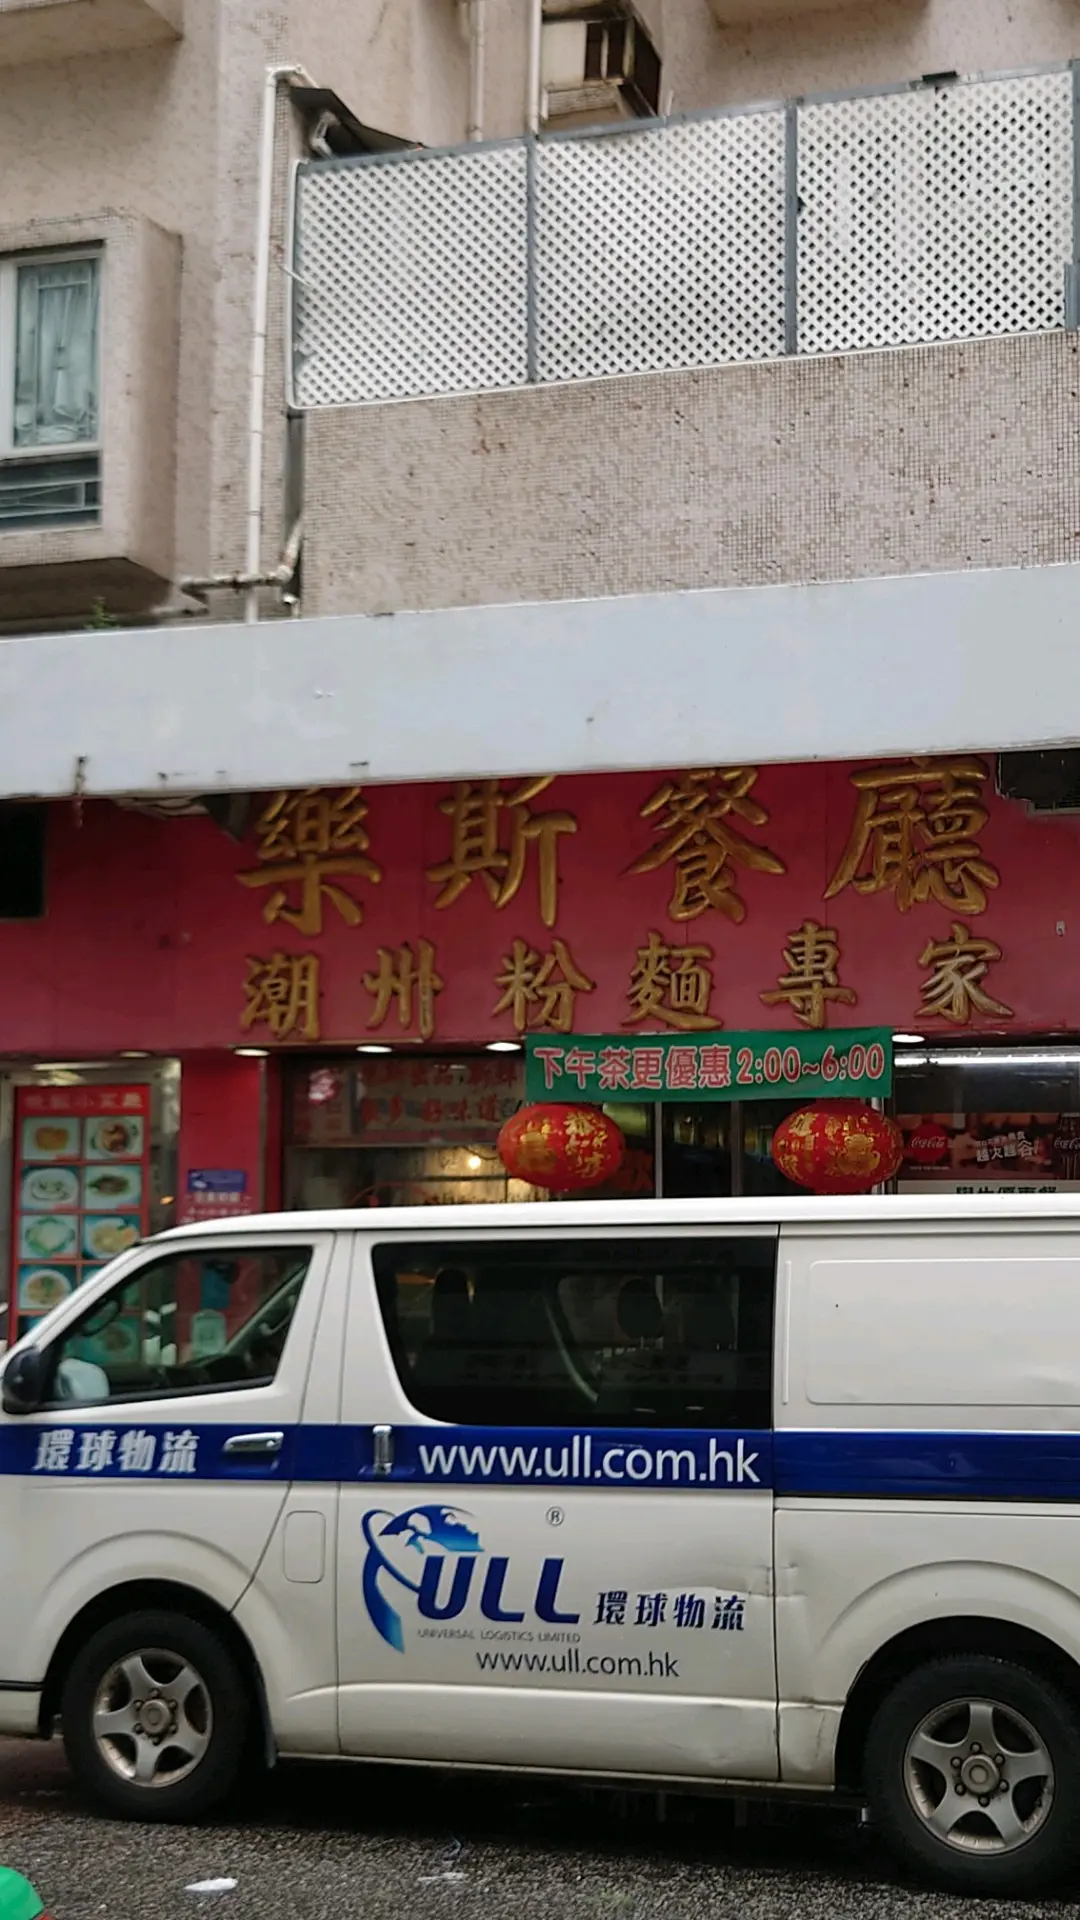 樂斯餐廳
潮州粉麵專家
下午茶更優惠2:00~6:00
環球物流
www.ull.com.hk
®
ULL 環球物流
UNIVERSAL LOGISTICS LIMITED
www.ull.com.hk